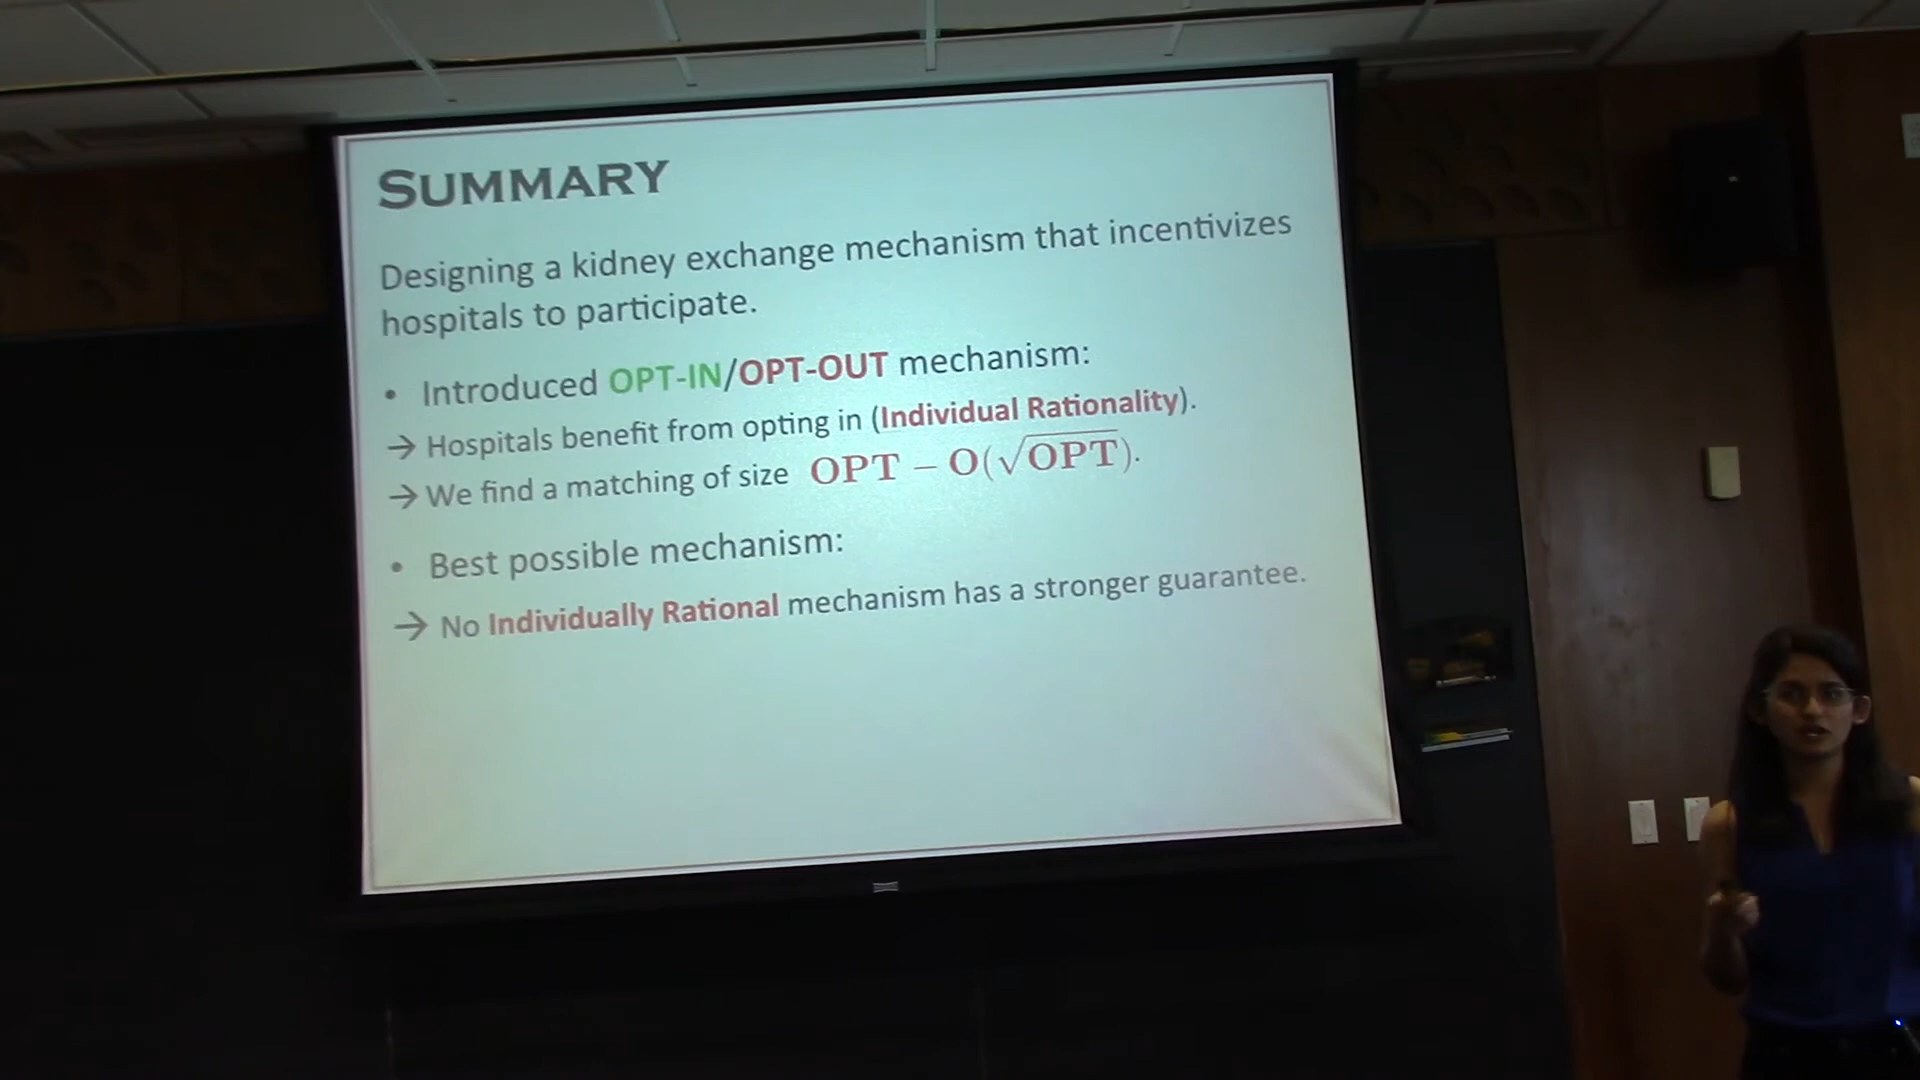 SUMMARY
Designing a kidney exchange mechanism that incentivizes
hospitals to participate.
• Introduced OPT-IN/OPT-OUT mechanism:
→ Hospitals benefit from opting in (Individual Rationality).
→ We find a matching of size OPT – O(√OPT).
• Best possible mechanism:
→ No Individually Rational mechanism has a stronger guarantee.